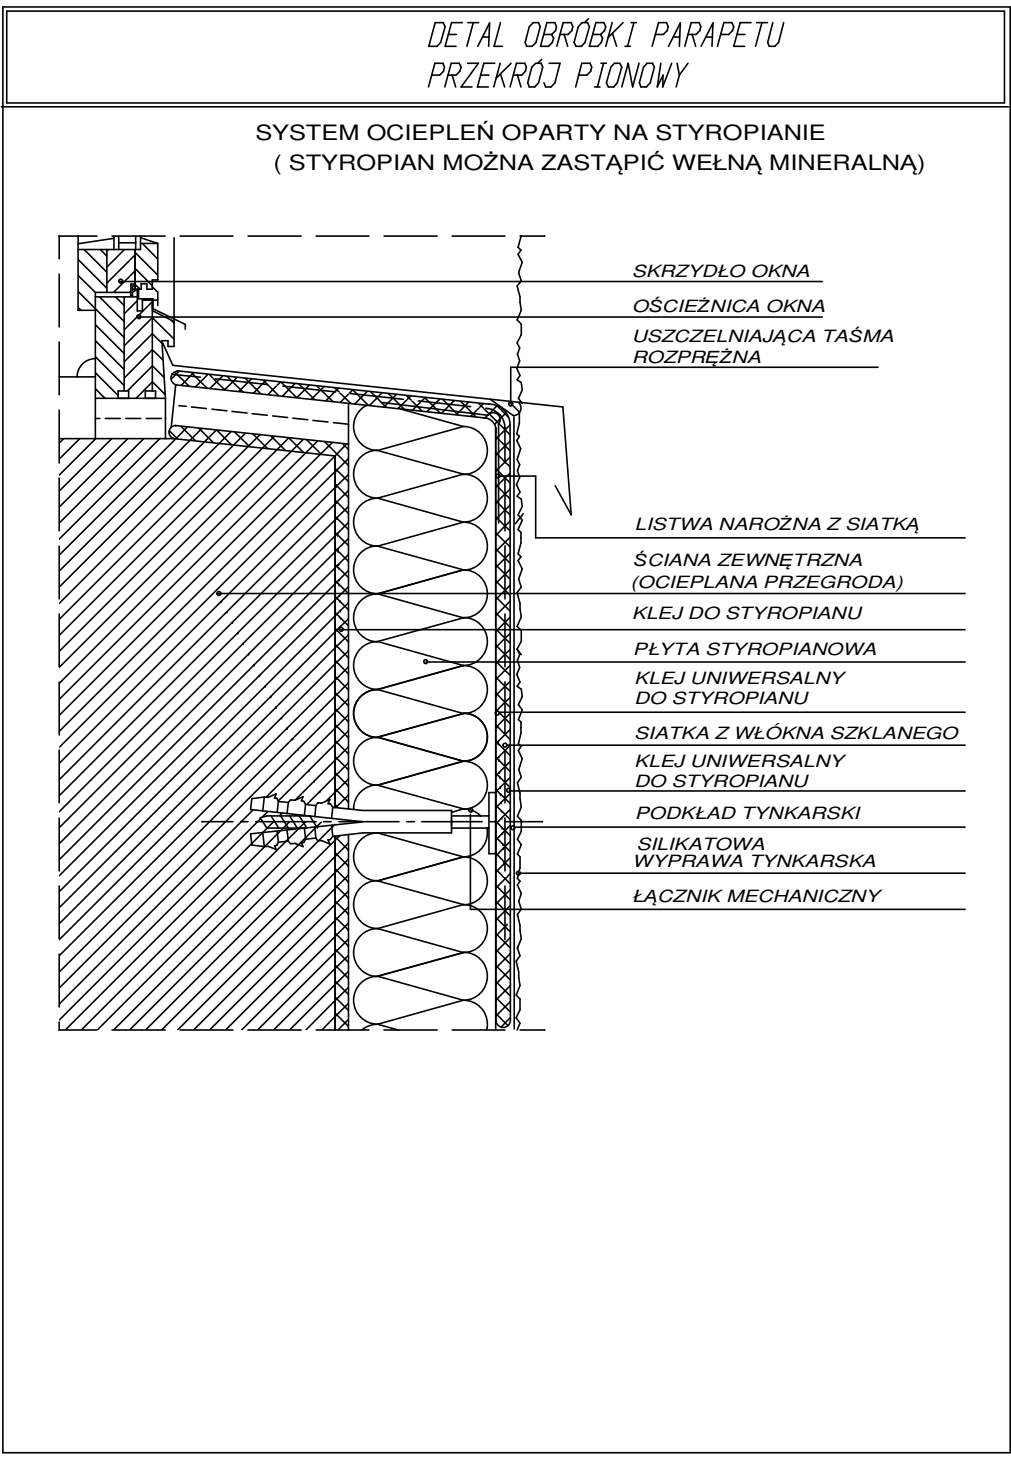 DETAL OBRÓBKI PARAPETU
PRZEKRÓJ PIONOWY
SYSTEM OCIEPLEŃ OPARTY NA STYROPIANIE
( STYROPIAN MOŻNA ZASTĄPIĆ WEŁNĄ MINERALNĄ)
SKRZYDŁO OKNA
OŚCIEŻNICA OKNA
USZCZELNIAJĄCA TAŚMA
ROZPRĘŻNA
LISTWA NAROŻNA Z SIATKĄ
ŚCIANA ZEWNĘTRZNA
(OCIEPLANA PRZEGRODA)
KLEJ DO STYROPIANU
PŁYTA STYROPIANOWA
KLEJ UNIWERSALNY
DO STYROPIANU
SIATKA Z WŁÓKNA SZKLANEGO
KLEJ UNIWERSALNY
DO STYROPIANU
PODKŁAD TYNKARSKI
SILIKATOWA
WYPRAWA TYNKARSKA
ŁĄCZNIK MECHANICZNY